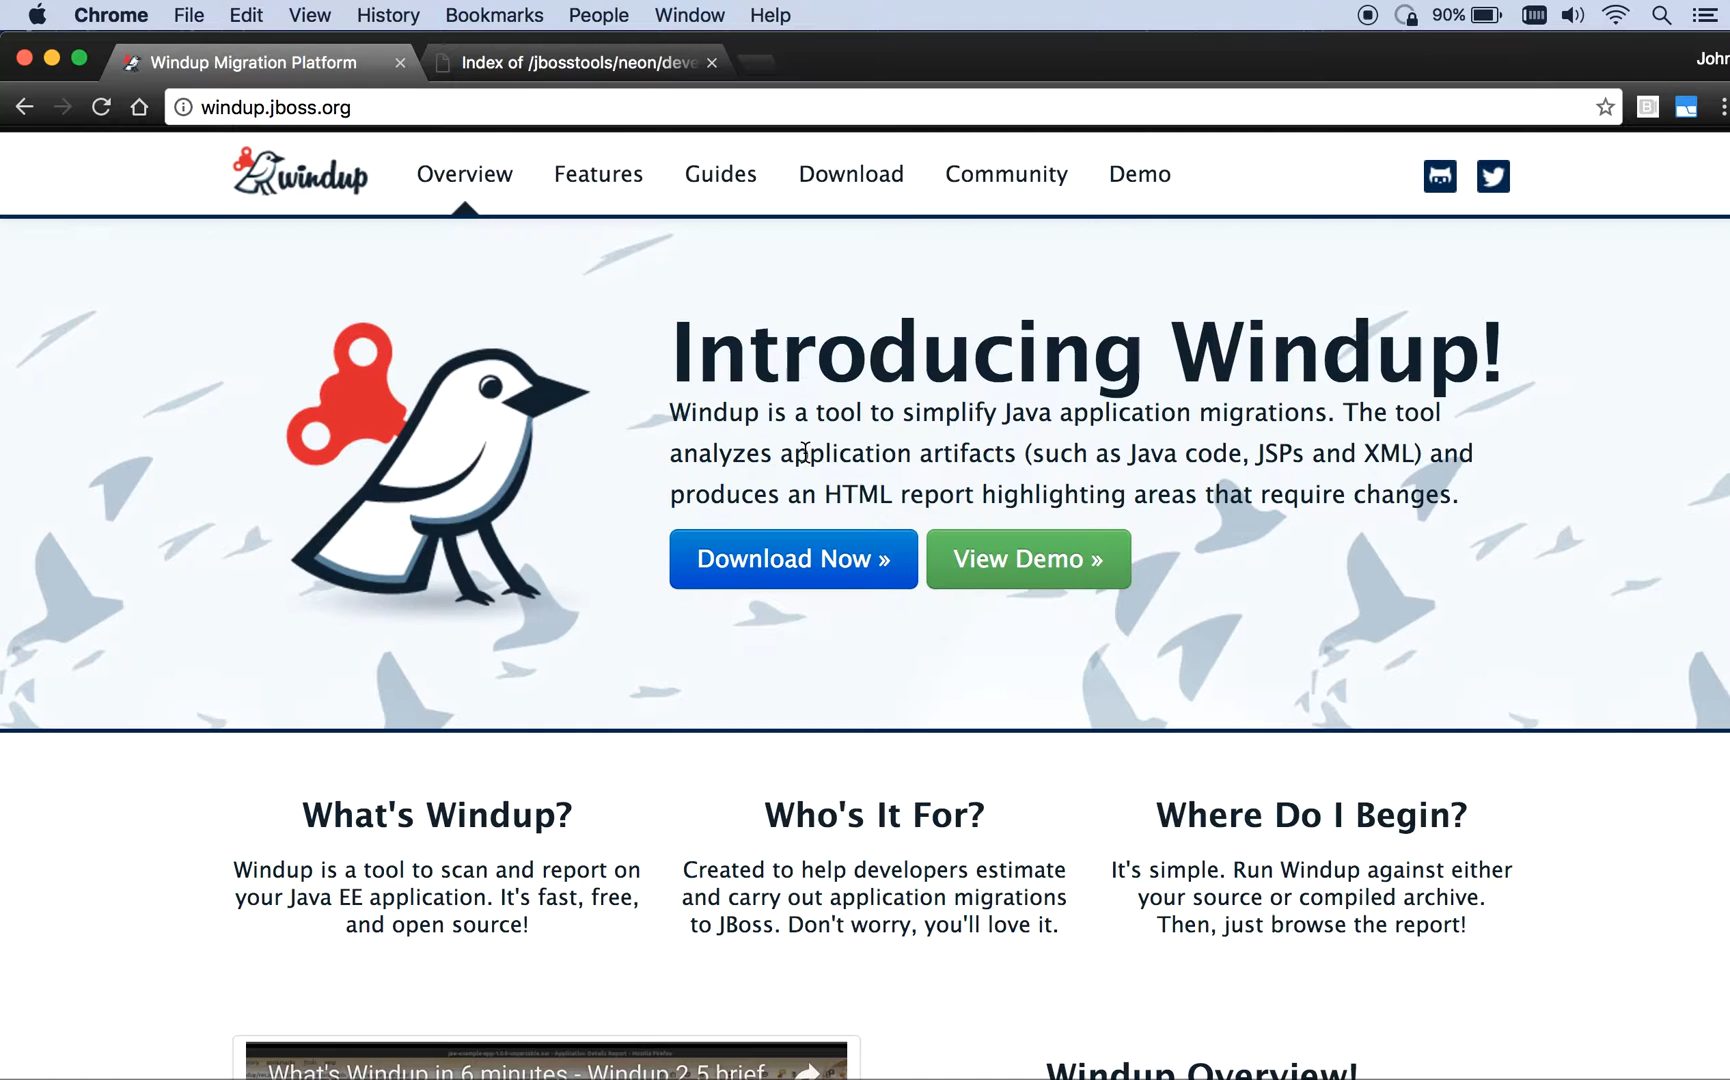 Chrome File Edit View History Bookmarks People Window Help 90%
Windup Migration Platform Index of /jbosstools/neon/deve John
windup.jboss.org
windup Overview Features Guides Download Community Demo
Introducing Windup!
Windup is a tool to simplify Java application migrations. The tool
analyzes application artifacts (such as Java code, JSPs and XML) and
produces an HTML report highlighting areas that require changes.
Download Now » View Demo »
What's Windup?
Windup is a tool to scan and report on
your Java EE application. It's fast, free,
and open source!
Who's It For?
Created to help developers estimate
and carry out application migrations
to JBoss. Don't worry, you'll love it.
Where Do I Begin?
It's simple. Run Windup against either
your source or compiled archive.
Then, just browse the report!
What's Windup in 6 minutes - Windup 2.5 brief
Windup Overview!